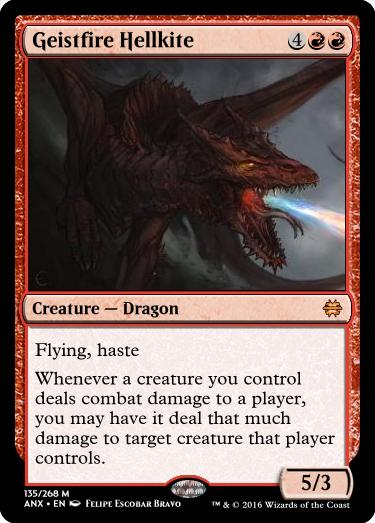 Geistfire Hellkite 4
Creature — Dragon
Flying, haste
Whenever a creature you control
deals combat damage to a player,
you may have it deal that much
damage to target creature that player
controls.
5/3
135/268 M
ANX • EN FELIPE ESCOBAR BRAVO ™ & © 2016 Wizards of the Coast